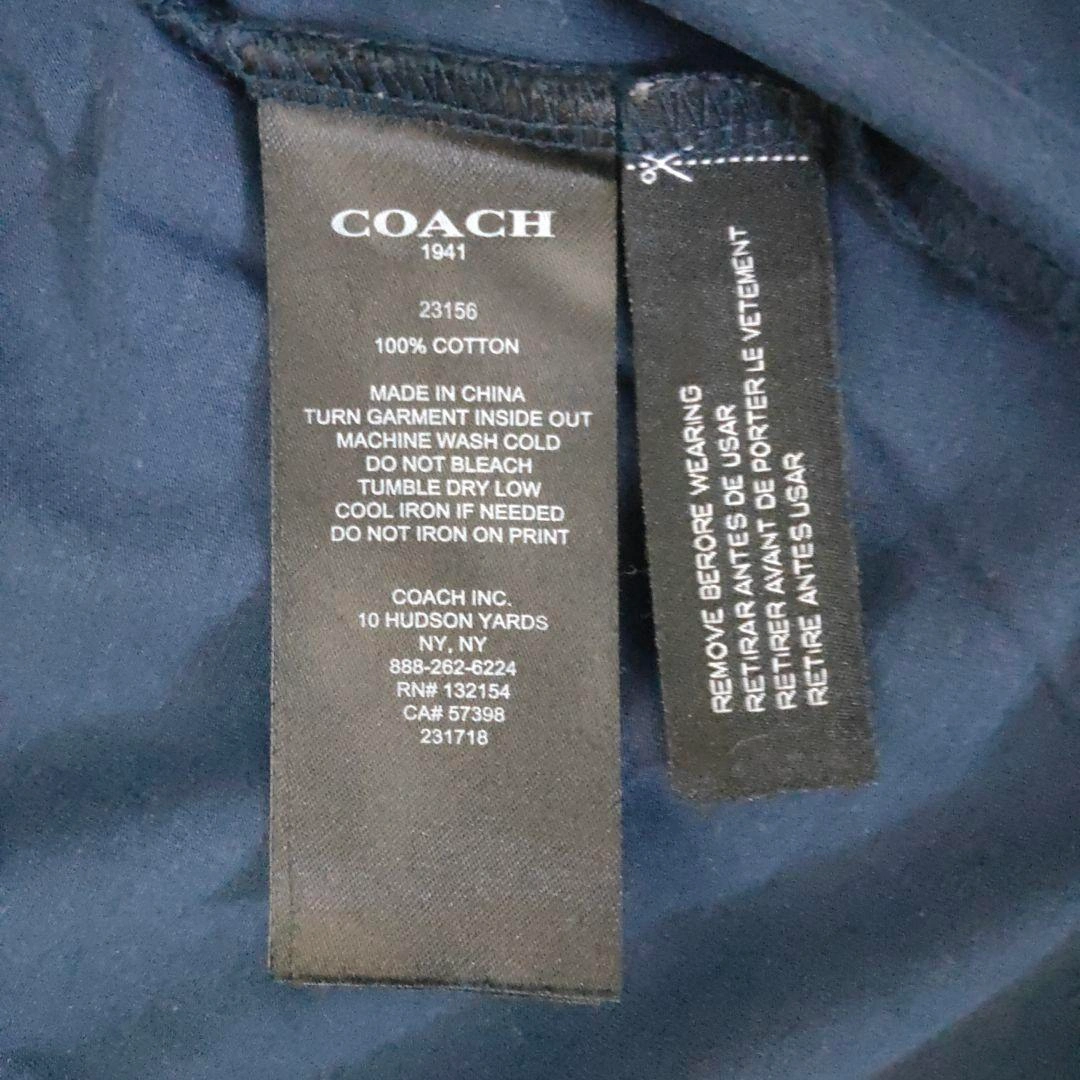 COACH
1941
23156
100% COTTON
MADE IN CHINA
TURN GARMENT INSIDE OUT
MACHINE WASH COLD
DO NOT BLEACH
TUMBLE DRY LOW
COOL IRON IF NEEDED
DO NOT IRON ON PRINT
COACH INC.
10 HUDSON YARDS
NY, NY
888-262-6224
RN# 132154
CA# 57398
231718
REMOVE BERORE WEARING
RETIRAR ANTES DE USAR
RETIRER AVANT DE PORTER LE VETEMENT
RETIRE ANTES USAR